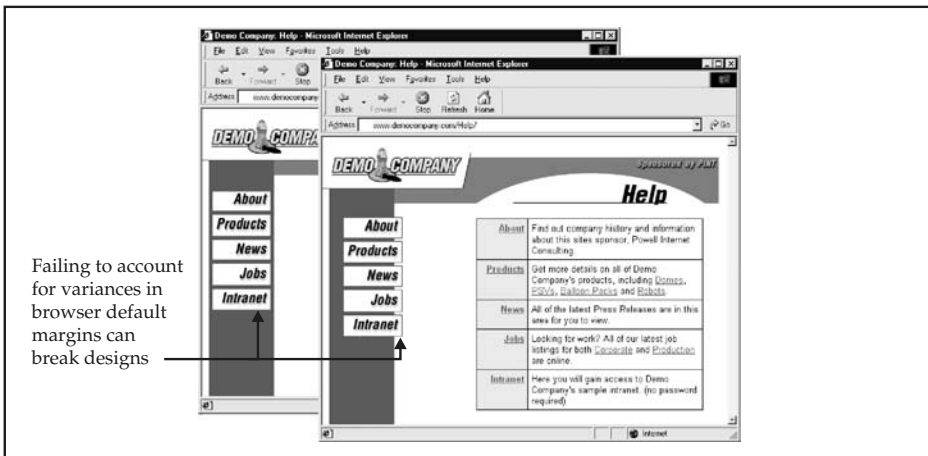 Demo Company: Help - Microsoft Internet Explorer
File Edit View Favorites Tools Help
Back Forward Stop
Address www.democompany
DEMO COMPA
About
Products
News
Jobs
Intranet
Demo Company: Help - Microsoft Internet Explorer
File Edit View Favorites Tools Help
Back Forward Stop Refresh Home
Address www.democompany.com/Help/ Go
DEMO COMPANY
Sponsored by PINT
Help
About
Products
News
Jobs
Intranet
About Find out company history and information
about this sites sponsor, Powell Internet
Consulting.
Products Get more details on all of Demo
Company's products, including Domes,
PSIVs, Balloon Packs and Robots.
News All of the latest Press Releases are in this
area for you to view.
Jobs Looking for work? All of our latest job
listings for both Corporate and Production
are online.
Intranet Here you will gain access to Demo
Company's sample intranet. (no password
required)
Internet
Failing to account
for variances in
browser default
margins can
break designs